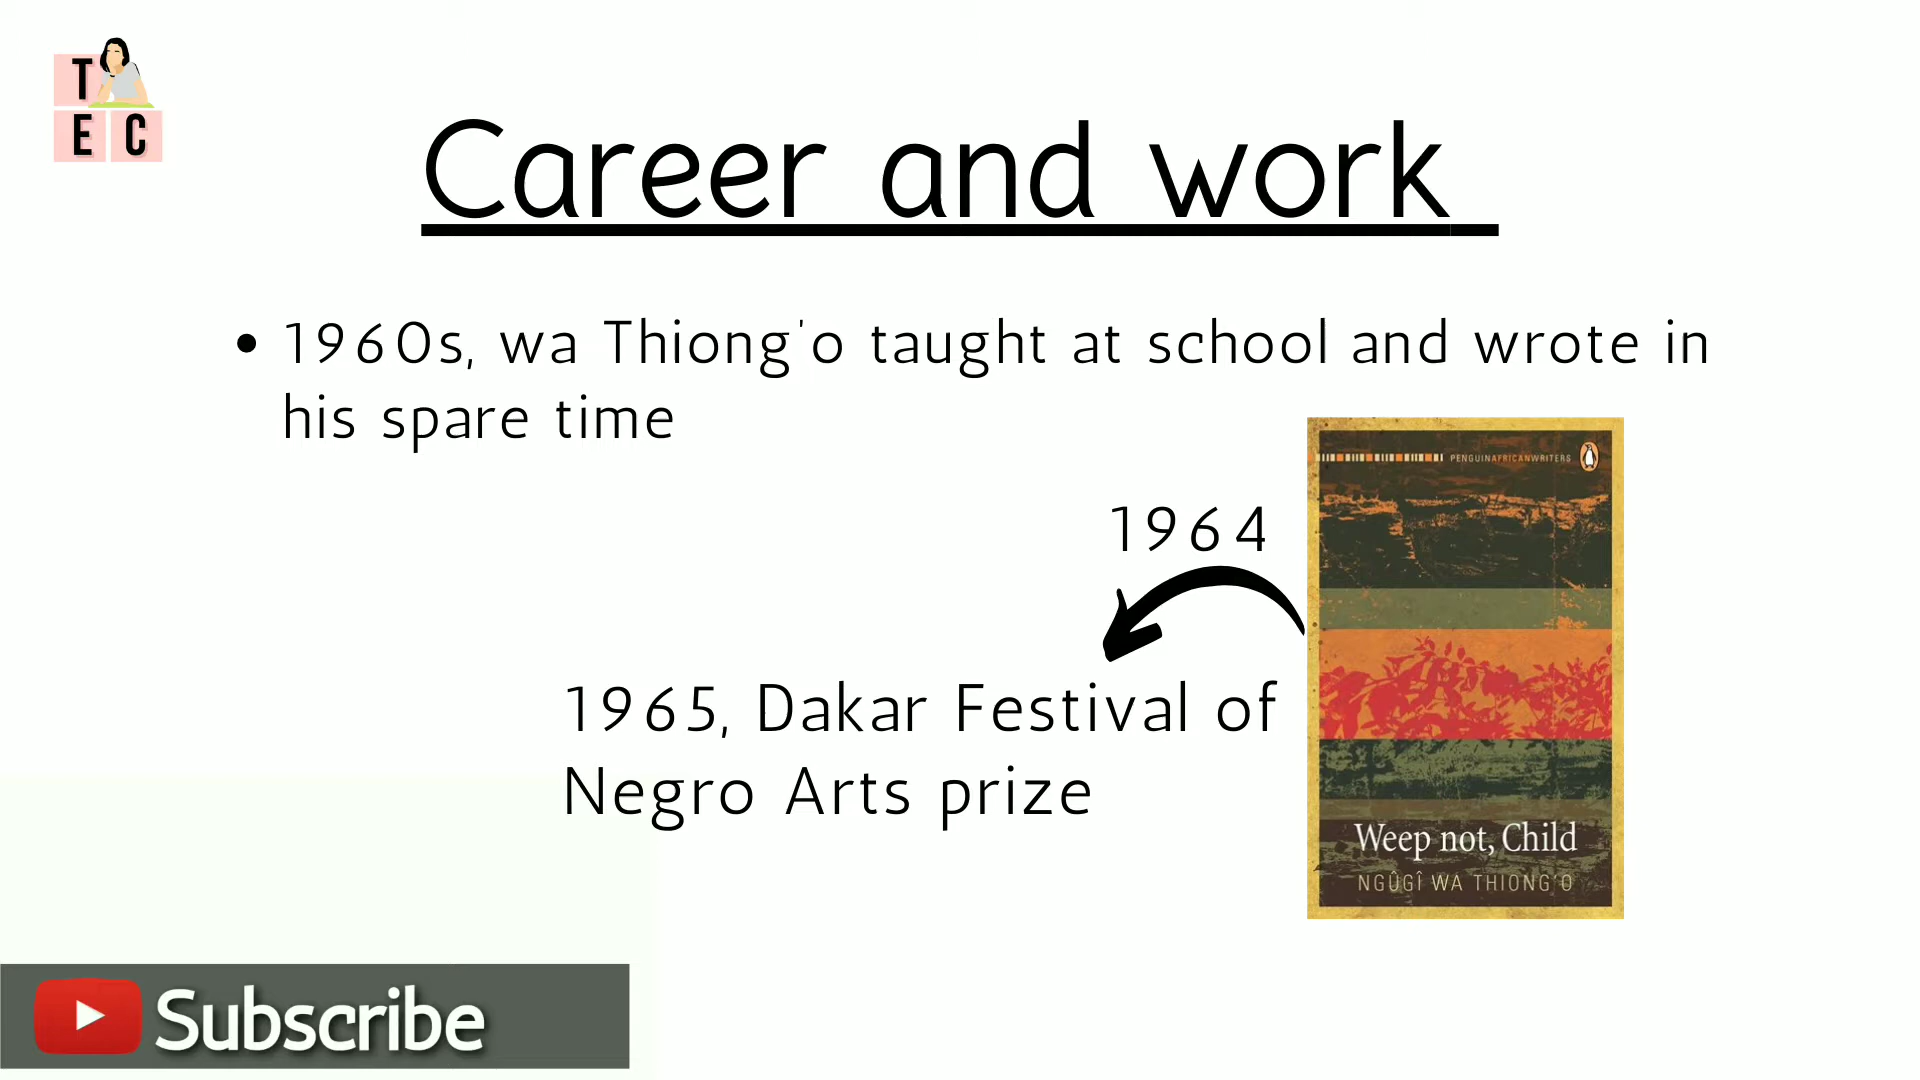 T
E C
Career and work
• 1960s, wa Thiong'o taught at school and wrote in
his spare time
PENGUINAFRICANWRITERS
1964
1965, Dakar Festival of
Negro Arts prize
Weep not, Child
NGÛGÎ WA THIONG'O
Subscribe